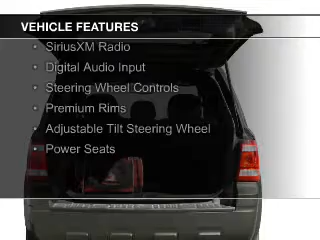 VEHICLE FEATURES
• SiriusXM Radio
• Digital Audio Input
• Steering Wheel Controls
• Premium Rims
• Adjustable Tilt Steering Wheel
• Power Seats